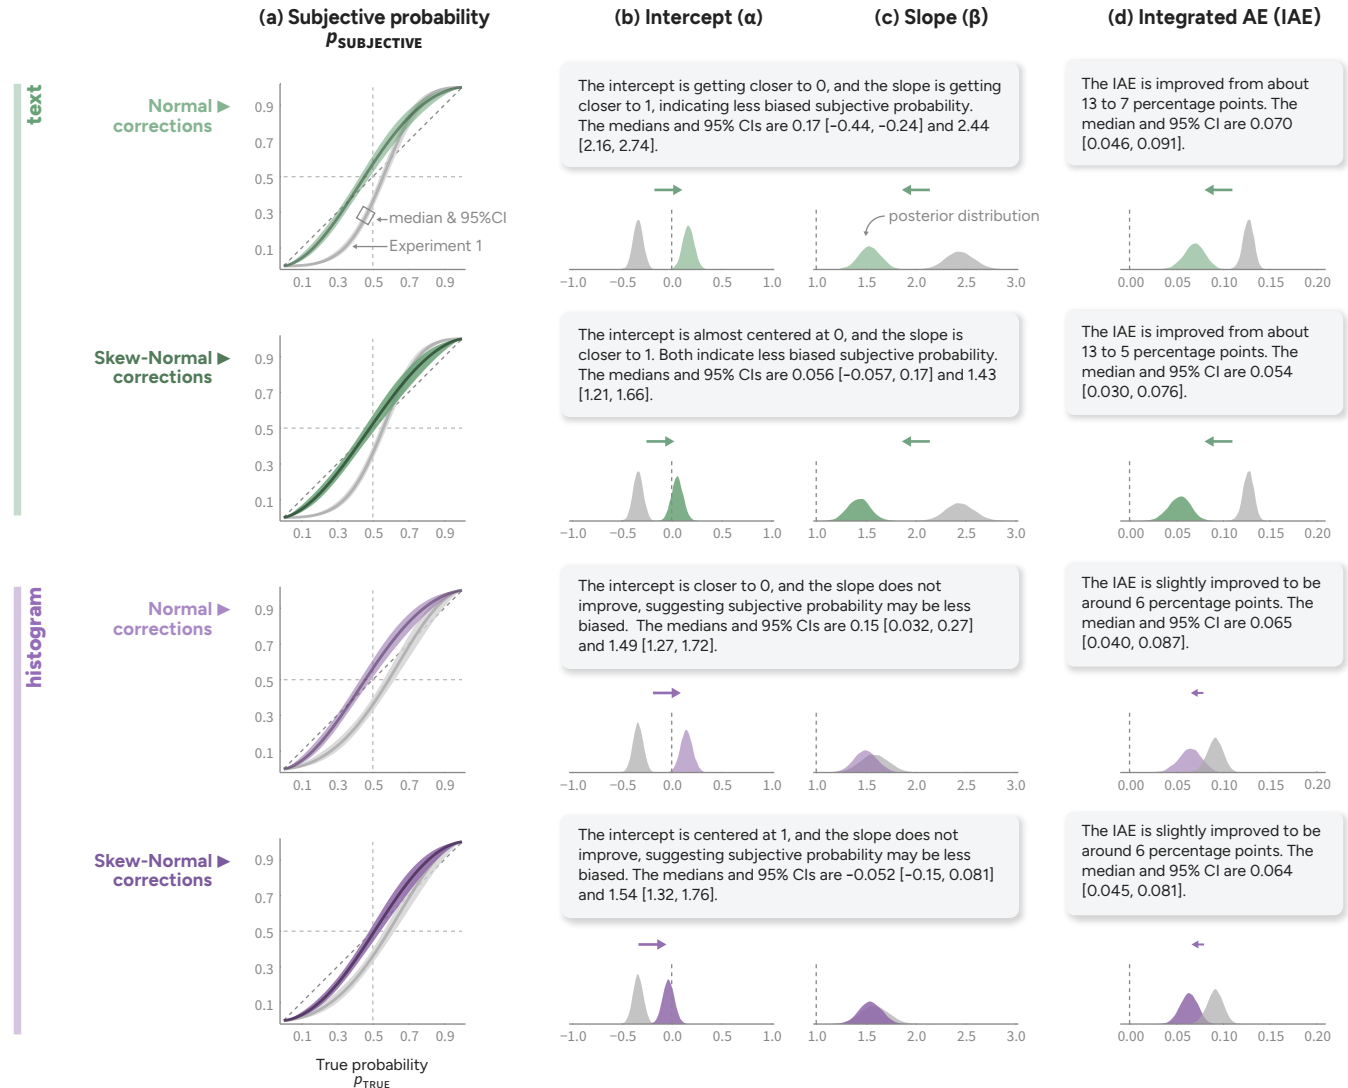 (a) Subjective probability
pSUBJECTIVE
(b) Intercept (α)
(c) Slope (β)
(d) Integrated AE (IAE)
text
Normal ▶
corrections
0.9
0.7
0.5
0.3
0.1
0.1 0.3 0.5 0.7 0.9
median & 95%CI
Experiment 1
The intercept is getting closer to 0, and the slope is getting
closer to 1, indicating less biased subjective probability.
The medians and 95% CIs are 0.17 [−0.44, −0.24] and 2.44
[2.16, 2.74].
posterior distribution
−1.0 −0.5 0.0 0.5 1.0
1.0 1.5 2.0 2.5 3.0
The IAE is improved from about
13 to 7 percentage points. The
median and 95% CI are 0.070
[0.046, 0.091].
0.00 0.05 0.10 0.15 0.20
Skew-Normal ▶
corrections
0.9
0.7
0.5
0.3
0.1
0.1 0.3 0.5 0.7 0.9
The intercept is almost centered at 0, and the slope is
closer to 1. Both indicate less biased subjective probability.
The medians and 95% CIs are 0.056 [−0.057, 0.17] and 1.43
[1.21, 1.66].
−1.0 −0.5 0.0 0.5 1.0
1.0 1.5 2.0 2.5 3.0
The IAE is improved from about
13 to 5 percentage points. The
median and 95% CI are 0.054
[0.030, 0.076].
0.00 0.05 0.10 0.15 0.20
histogram
Normal ▶
corrections
0.9
0.7
0.5
0.3
0.1
0.1 0.3 0.5 0.7 0.9
The intercept is closer to 0, and the slope does not
improve, suggesting subjective probability may be less
biased. The medians and 95% CIs are 0.15 [0.032, 0.27]
and 1.49 [1.27, 1.72].
−1.0 −0.5 0.0 0.5 1.0
1.0 1.5 2.0 2.5 3.0
The IAE is slightly improved to be
around 6 percentage points. The
median and 95% CI are 0.065
[0.040, 0.087].
0.00 0.05 0.10 0.15 0.20
Skew-Normal ▶
corrections
0.9
0.7
0.5
0.3
0.1
0.1 0.3 0.5 0.7 0.9
The intercept is centered at 1, and the slope does not
improve, suggesting subjective probability may be less
biased. The medians and 95% CIs are −0.052 [−0.15, 0.081]
and 1.54 [1.32, 1.76].
−1.0 −0.5 0.0 0.5 1.0
1.0 1.5 2.0 2.5 3.0
The IAE is slightly improved to be
around 6 percentage points. The
median and 95% CI are 0.064
[0.045, 0.081].
0.00 0.05 0.10 0.15 0.20
True probability
pTRUE